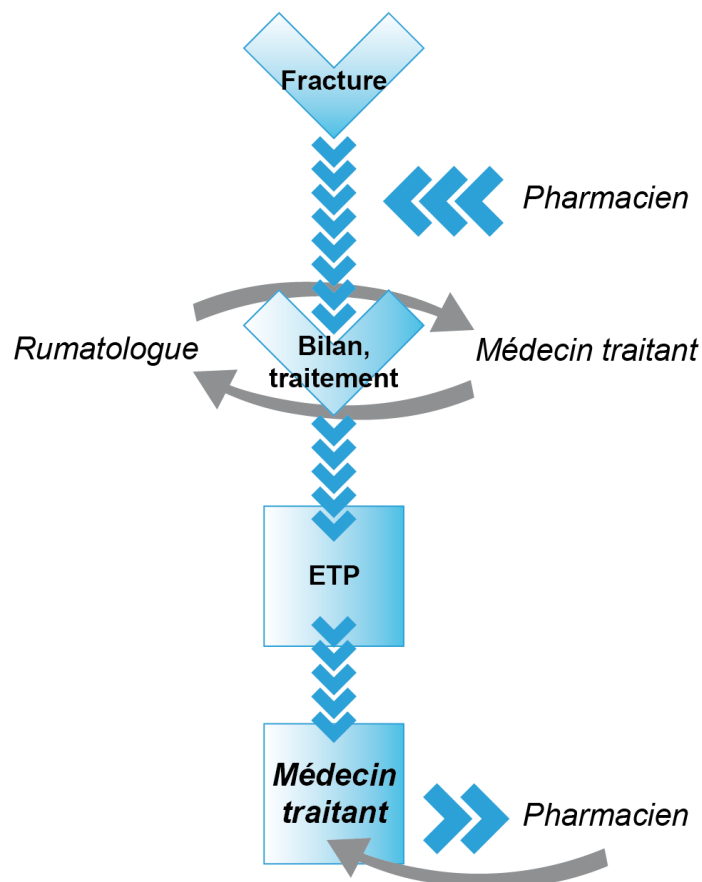 Fracture
Pharmacien
Rumatologue
Bilan,
traitement
Médecin traitant
ETP
Médecin
traitant
Pharmacien